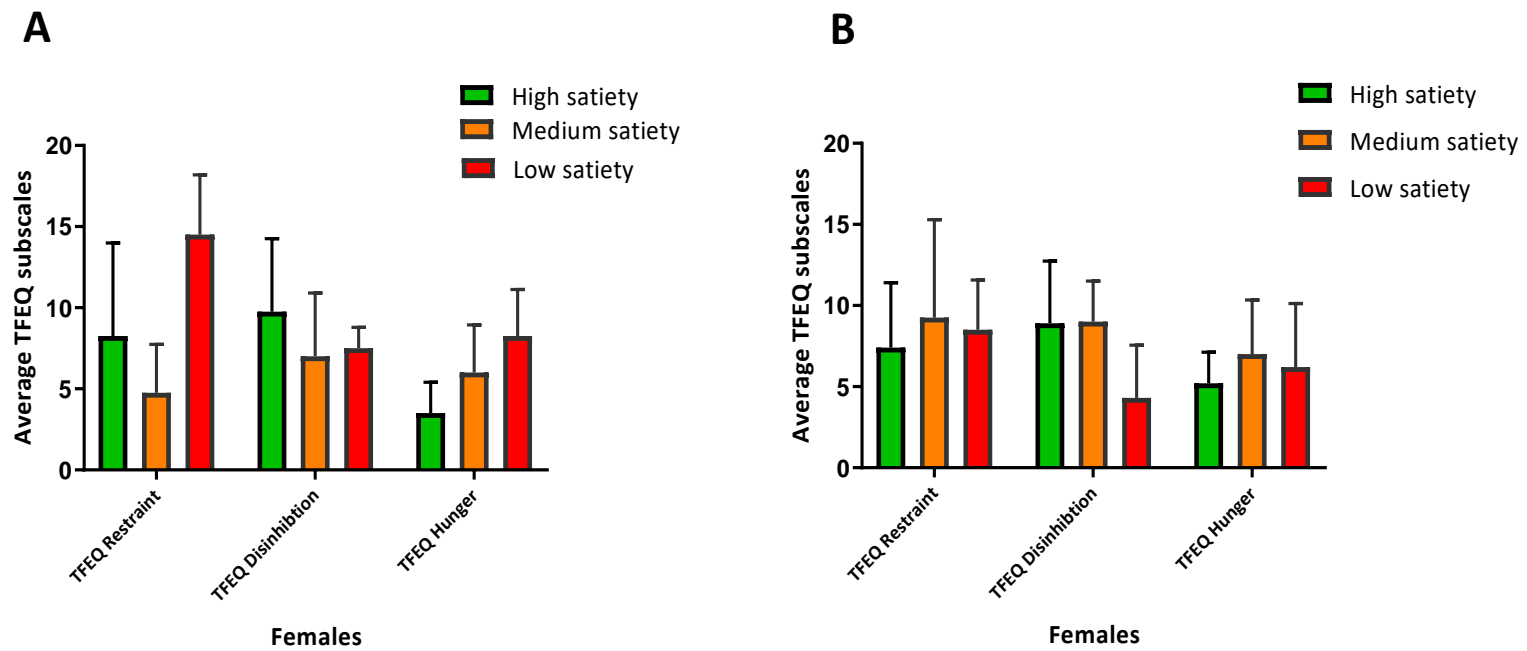 A
High satiety
Medium satiety
Low satiety
20
15
10
5
0
Average TFEQ subscales
TFEQ Restraint
TFEQ Disinhibtion
TFEQ Hunger
Females
B
High satiety
Medium satiety
Low satiety
20
15
10
5
0
Average TFEQ subscales
TFEQ Restraint
TFEQ Disinhibtion
TFEQ Hunger
Females